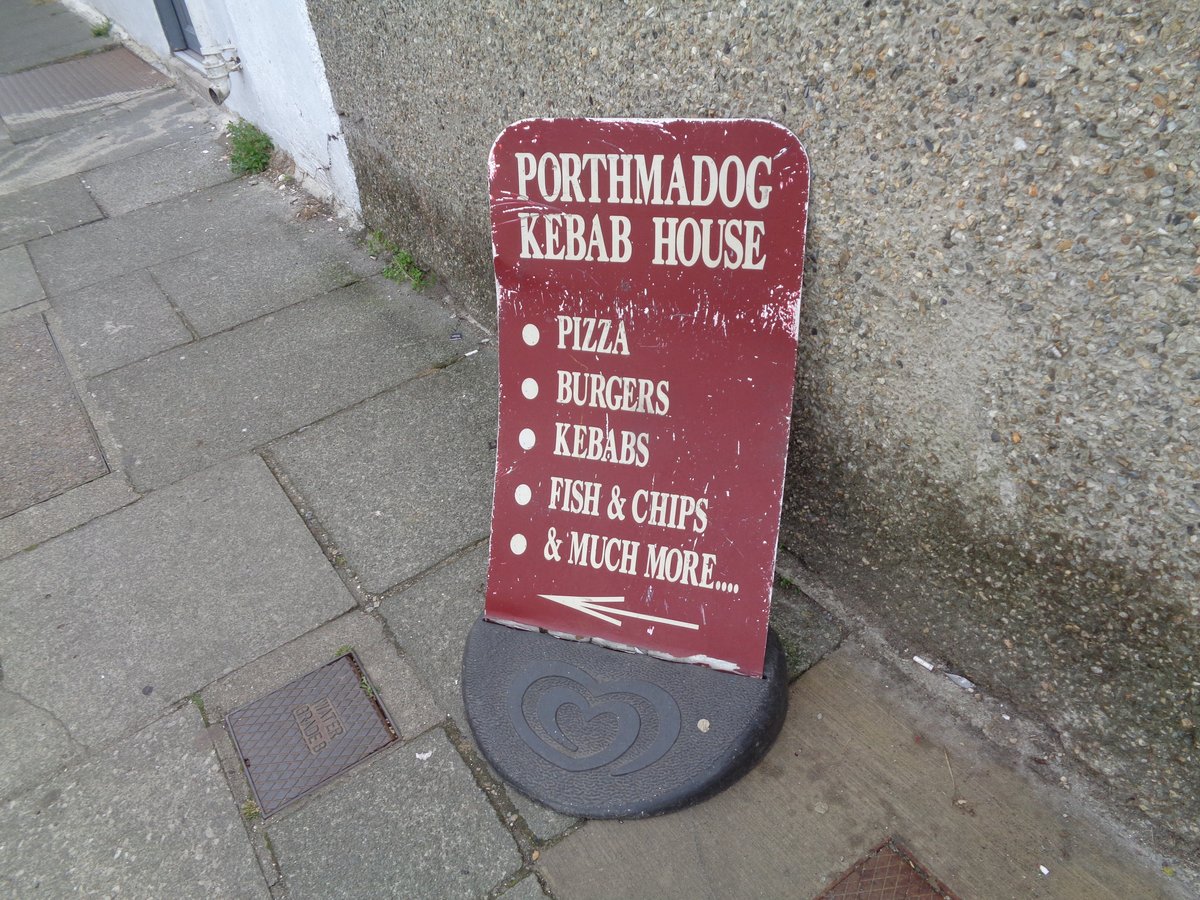 PORTHMADOG
KEBAB HOUSE
PIZZA
BURGERS
KEBABS
FISH & CHIPS
& MUCH MORE....